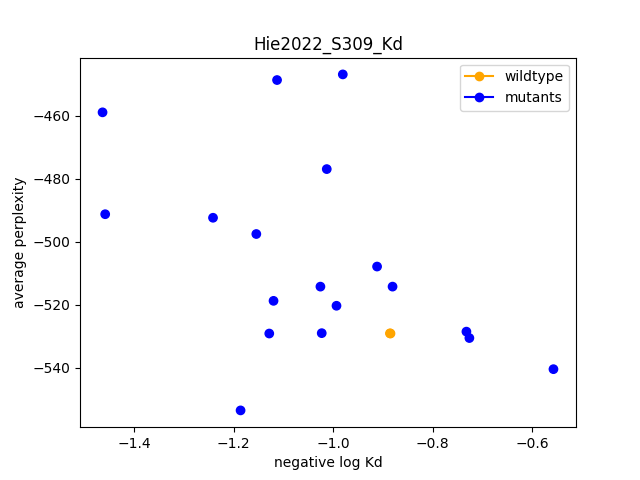 Hie2022_S309_Kd
wildtype
mutants
average perplexity
−460
−480
−500
−520
−540
−1.4
−1.2
−1.0
−0.8
−0.6
negative log Kd